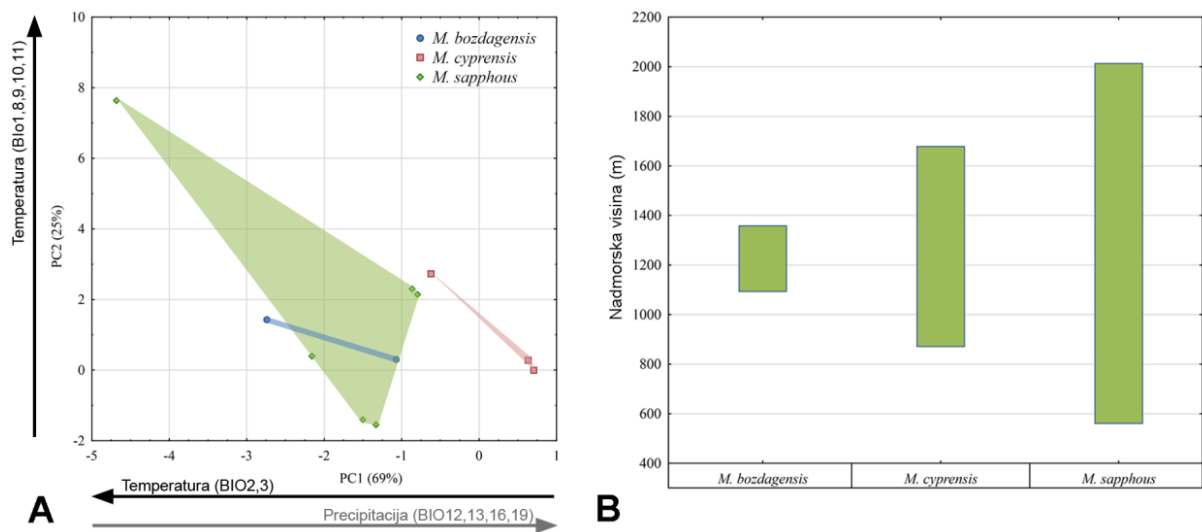 10
8
6
4
2
0
-2
-5
-4
-3
-2
-1
0
1
Temperatura (BIo1,8,9,10,11)
PC2 (25%)
M. bozdagensis
M. cyprensis
M. sapphous
PC1 (69%)
Temperatura (BIO2,3)
Precipitacija (BIO12,13,16,19)
A
2200
2000
1800
1600
1400
1200
1000
800
600
400
Nadmorska visina (m)
M. bozdagensis
M. cyprensis
M. sapphous
B